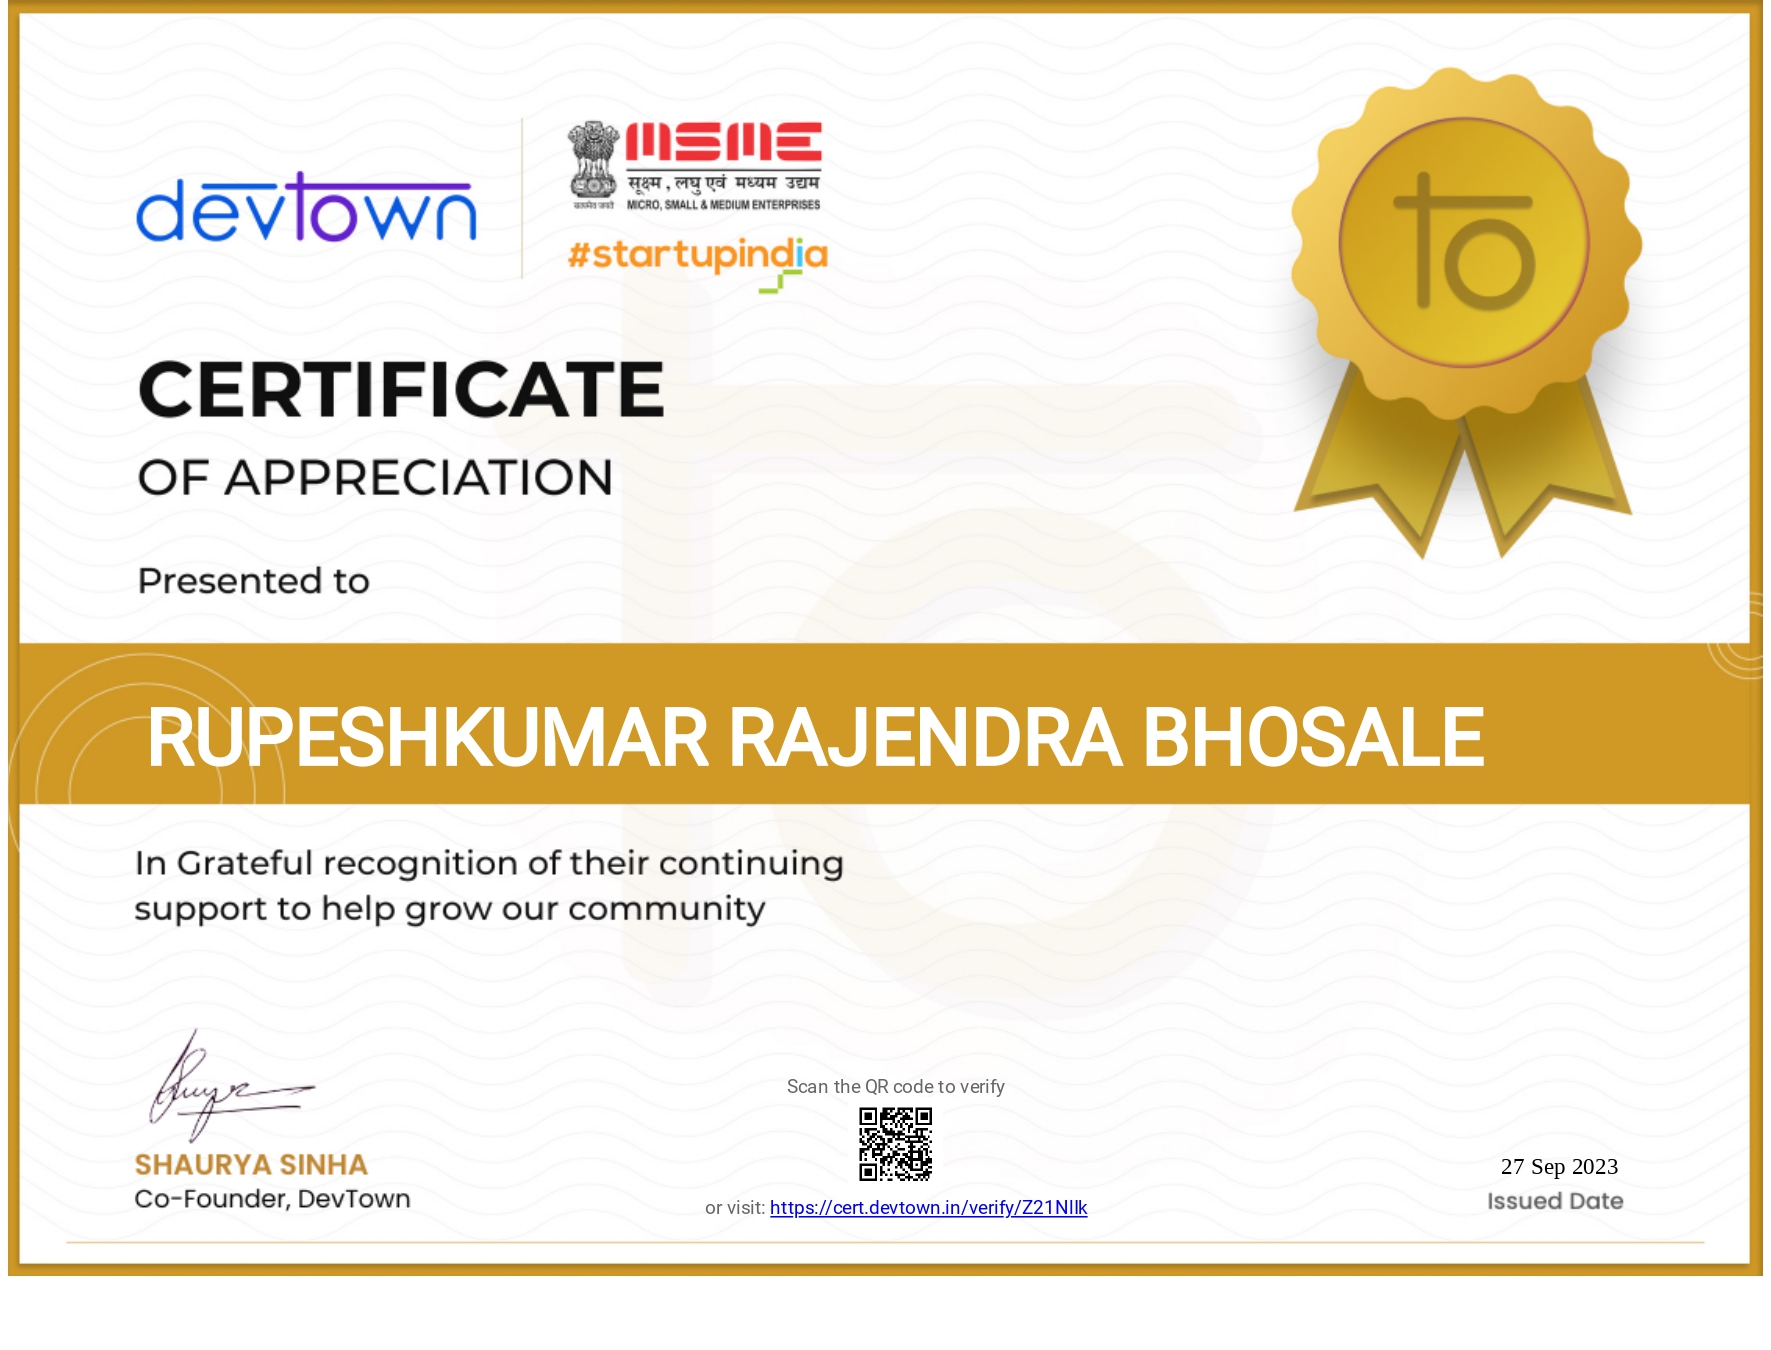 devtown
MSME
सूक्ष्म, लघु एवं मध्यम उद्यम
सत्यमेव जयते
MICRO, SMALL & MEDIUM ENTERPRISES
#startupindia
to
CERTIFICATE
OF APPRECIATION
Presented to
RUPESHKUMAR RAJENDRA BHOSALE
In Grateful recognition of their continuing
support to help grow our community
Scan the QR code to verify
SHAURYA SINHA
Co-Founder, DevTown
or visit: https://cert.devtown.in/verify/Z21NIlk
27 Sep 2023
Issued Date